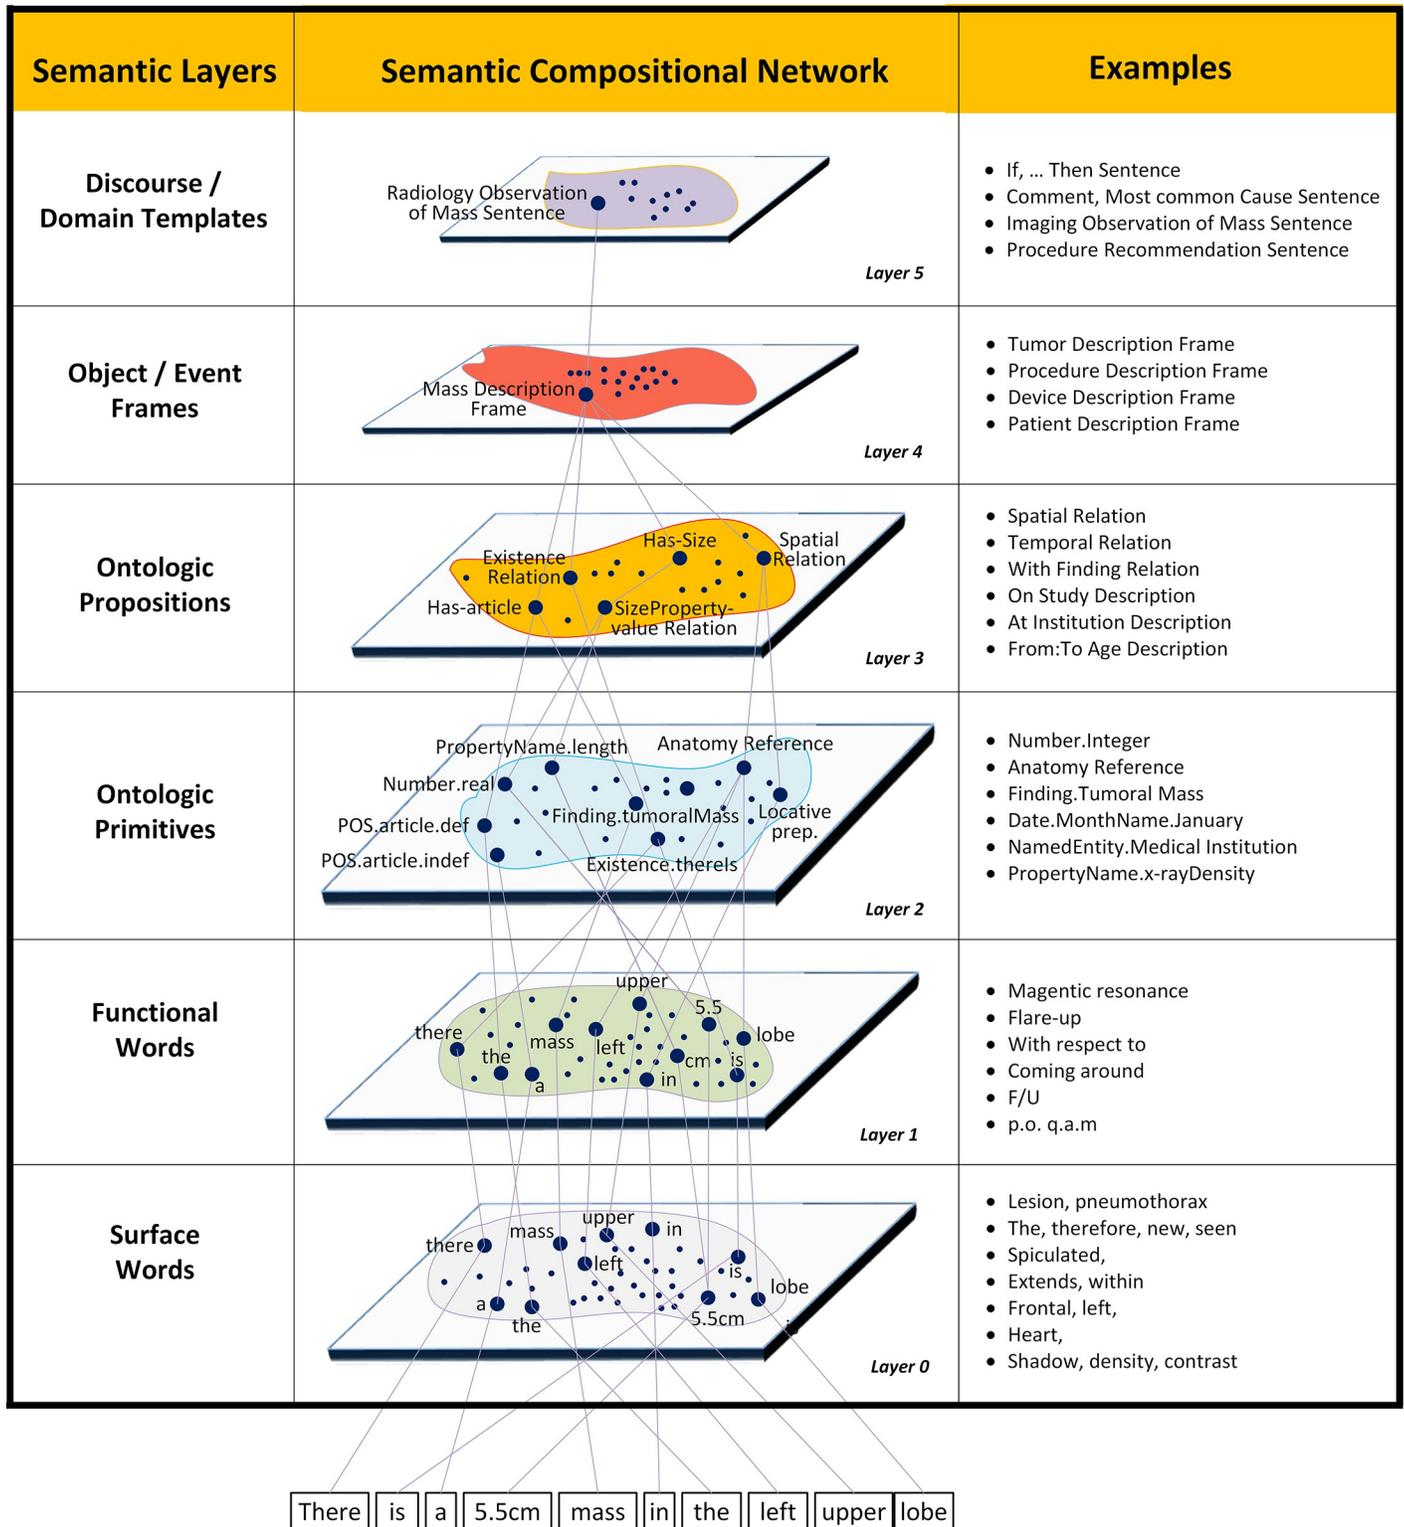 Semantic Layers
Semantic Compositional Network
Examples
Discourse /
Domain Templates
Radiology Observation
of Mass Sentence
Layer 5
If, ... Then Sentence
Comment, Most common Cause Sentence
Imaging Observation of Mass Sentence
Procedure Recommendation Sentence
Object / Event
Frames
Mass Description
Frame
Layer 4
Tumor Description Frame
Procedure Description Frame
Device Description Frame
Patient Description Frame
Ontologic
Propositions
Has-Size
Spatial
Relation
Existence
Relation
Has-article
SizeProperty-
value Relation
Layer 3
Spatial Relation
Temporal Relation
With Finding Relation
On Study Description
At Institution Description
From:To Age Description
Ontologic
Primitives
PropertyName.length
Anatomy Reference
Number.real
Finding.tumoralMass
Locative
prep.
POS.article.def
POS.article.indef
Existence.thereIs
Layer 2
Number.Integer
Anatomy Reference
Finding.Tumoral Mass
Date.MonthName.January
NamedEntity.Medical Institution
PropertyName.x-rayDensity
Functional
Words
upper
5.5
there
mass
left
lobe
the
cm
is
a
in
Layer 1
Magentic resonance
Flare-up
With respect to
Coming around
F/U
p.o. q.a.m
Surface
Words
upper
mass
in
there
left
is
lobe
a
5.5cm
the
is
Layer 0
Lesion, pneumothorax
The, therefore, new, seen
Spiculated,
Extends, within
Frontal, left,
Heart,
Shadow, density, contrast
There is a 5.5cm mass in the left upper lobe